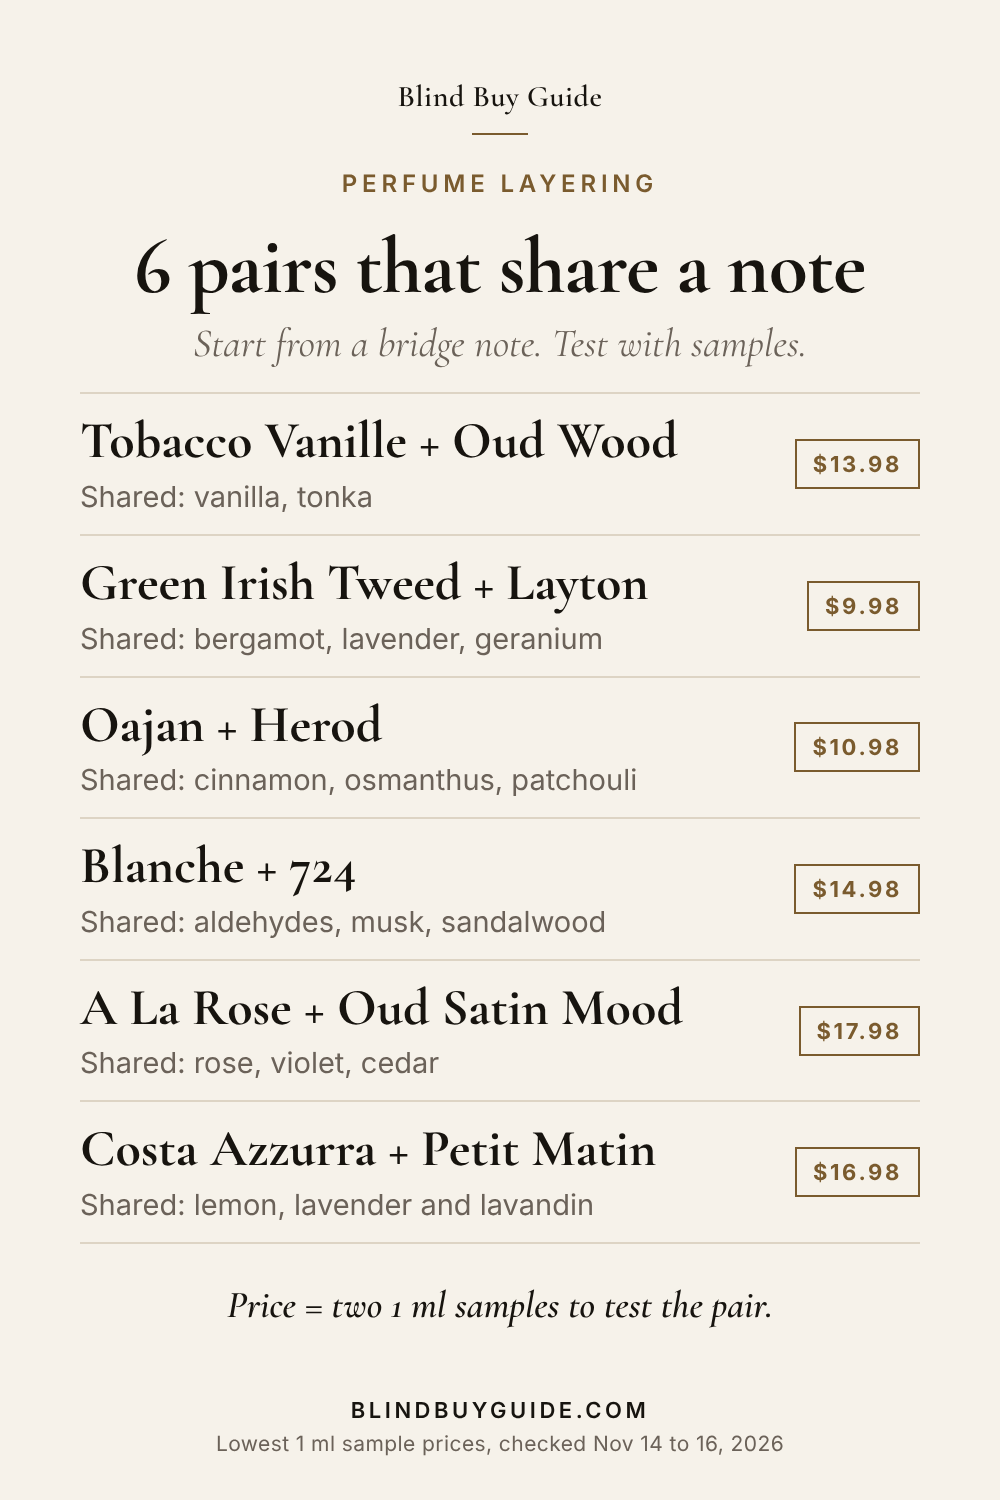 Blind Buy Guide
PERFUME LAYERING
6 pairs that share a note
Start from a bridge note. Test with samples.
Tobacco Vanille + Oud Wood
$13.98
Shared: vanilla, tonka
Green Irish Tweed + Layton
$9.98
Shared: bergamot, lavender, geranium
Oajan + Herod
$10.98
Shared: cinnamon, osmanthus, patchouli
Blanche + 724
$14.98
Shared: aldehydes, musk, sandalwood
A La Rose + Oud Satin Mood
$17.98
Shared: rose, violet, cedar
Costa Azzurra + Petit Matin
$16.98
Shared: lemon, lavender and lavandin
Price = two 1 ml samples to test the pair.
BLINDBUYGUIDE.COM
Lowest 1 ml sample prices, checked Nov 14 to 16, 2026